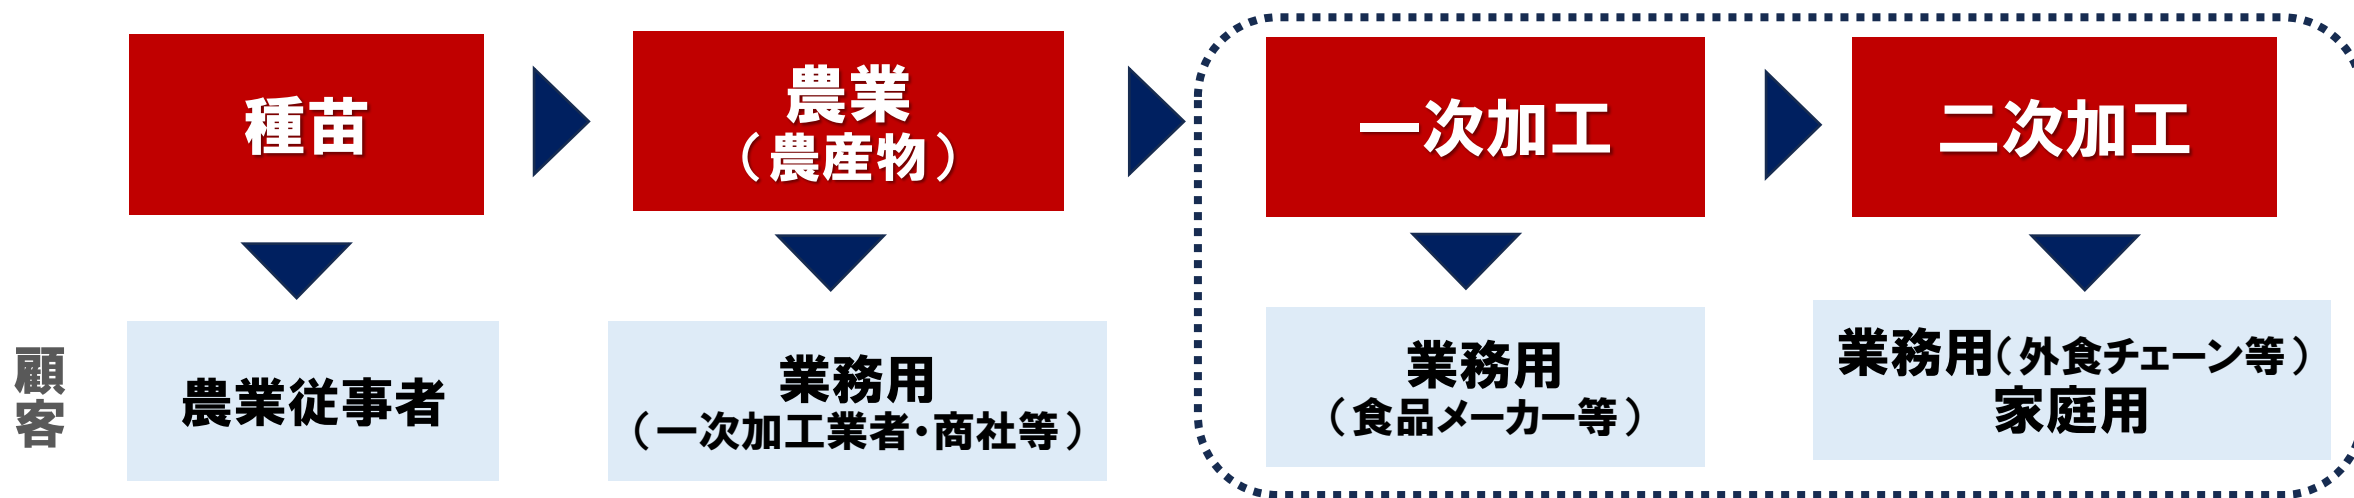 種苗
農業
（農産物）
一次加工
二次加工
顧客
農業従事者
業務用
（一次加工業者・商社等）
業務用
（食品メーカー等）
業務用（外食チェーン等）
家庭用